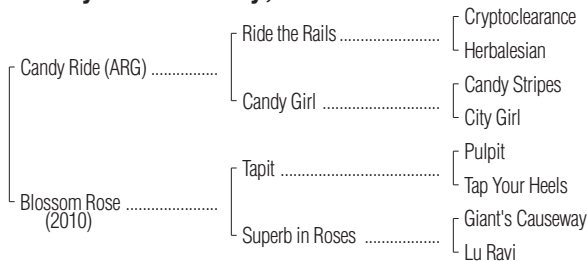 Cryptoclearance
Ride the Rails
Herbalesian
Candy Ride (ARG)
Candy Stripes
Candy Girl
City Girl
Pulpit
Tapit
Tap Your Heels
Blossom Rose
(2010)
Giant's Causeway
Superb in Roses
Lu Ravi